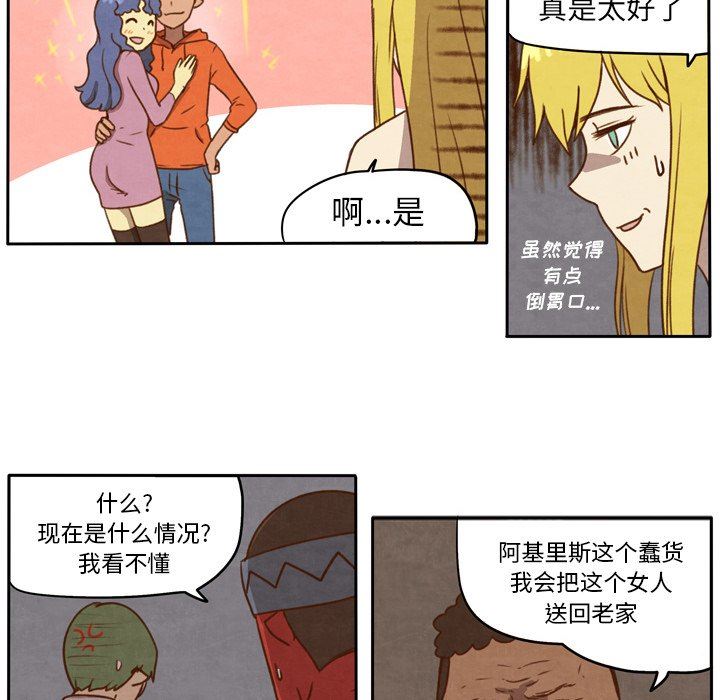 啊…是
真是太好了
虽然觉得
有点
倒胃口…
什么?
现在是什么情况?
我看不懂
阿基里斯这个蠢货
我会把这个女人
送回老家